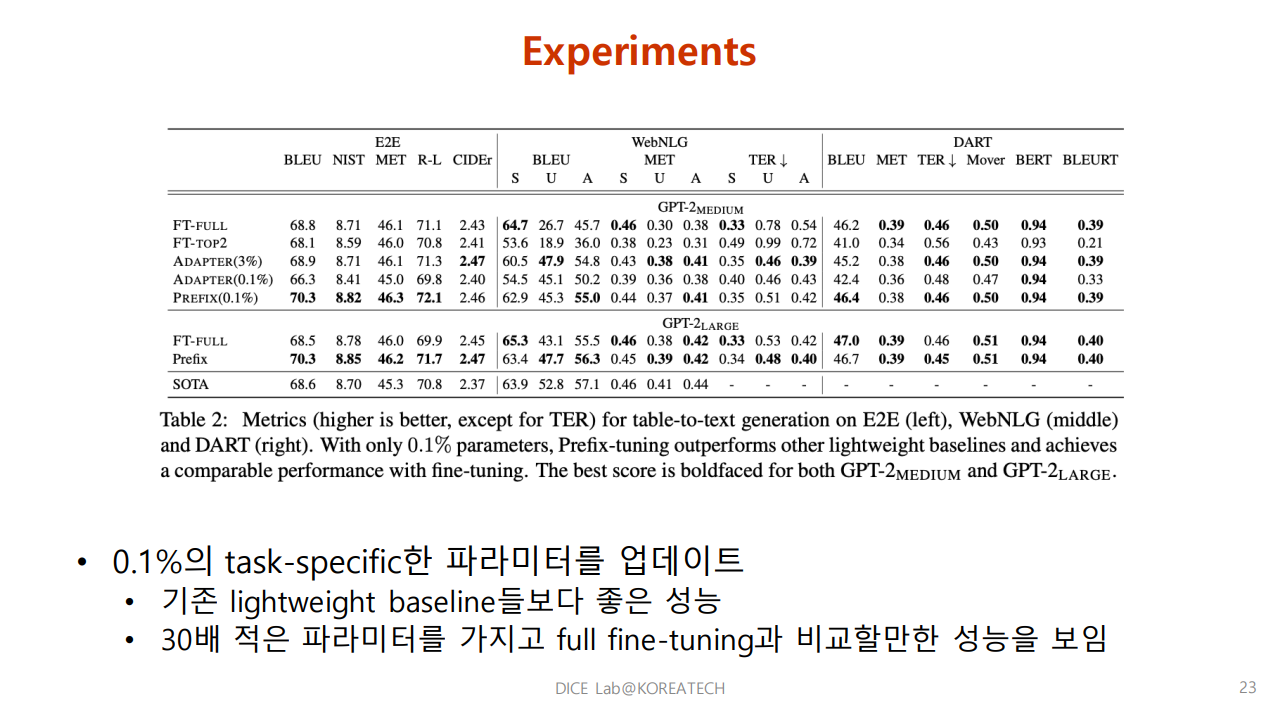 Experiments
E2E WebNLG DART
BLEU NIST MET R-L CIDEr BLEU MET TER ↓ BLEU MET TER ↓ Mover BERT BLEURT
S U A S U A S U A
GPT-2MEDIUM
FT-FULL 68.8 8.71 46.1 71.1 2.43 64.7 26.7 45.7 0.46 0.30 0.38 0.33 0.78 0.54 46.2 0.39 0.46 0.50 0.94 0.39
FT-TOP2 68.1 8.59 46.0 70.8 2.41 53.6 18.9 36.0 0.38 0.23 0.31 0.49 0.99 0.72 41.0 0.34 0.56 0.43 0.93 0.21
ADAPTER(3%) 68.9 8.71 46.1 71.3 2.47 60.5 47.9 54.8 0.43 0.38 0.41 0.35 0.46 0.39 45.2 0.38 0.46 0.50 0.94 0.39
ADAPTER(0.1%) 66.3 8.41 45.0 69.8 2.40 54.5 45.1 50.2 0.39 0.36 0.38 0.40 0.46 0.43 42.4 0.36 0.48 0.47 0.94 0.33
PREFIX(0.1%) 70.3 8.82 46.3 72.1 2.46 62.9 45.3 55.0 0.44 0.37 0.41 0.35 0.51 0.42 46.4 0.38 0.46 0.50 0.94 0.39
GPT-2LARGE
FT-FULL 68.5 8.78 46.0 69.9 2.45 65.3 43.1 55.5 0.46 0.38 0.42 0.33 0.53 0.42 47.0 0.39 0.46 0.51 0.94 0.40
Prefix 70.3 8.85 46.2 71.7 2.47 63.4 47.7 56.3 0.45 0.39 0.42 0.34 0.48 0.40 46.7 0.39 0.45 0.51 0.94 0.40
SOTA 68.6 8.70 45.3 70.8 2.37 63.9 52.8 57.1 0.46 0.41 0.44 - - - - - - - - -
Table 2: Metrics (higher is better, except for TER) for table-to-text generation on E2E (left), WebNLG (middle)
and DART (right). With only 0.1% parameters, Prefix-tuning outperforms other lightweight baselines and achieves
a comparable performance with fine-tuning. The best score is boldfaced for both GPT-2MEDIUM and GPT-2LARGE.
• 0.1%의 task-specific한 파라미터를 업데이트
• 기존 lightweight baseline들보다 좋은 성능
• 30배 적은 파라미터를 가지고 full fine-tuning과 비교할만한 성능을 보임
DICE Lab@KOREATECH
23